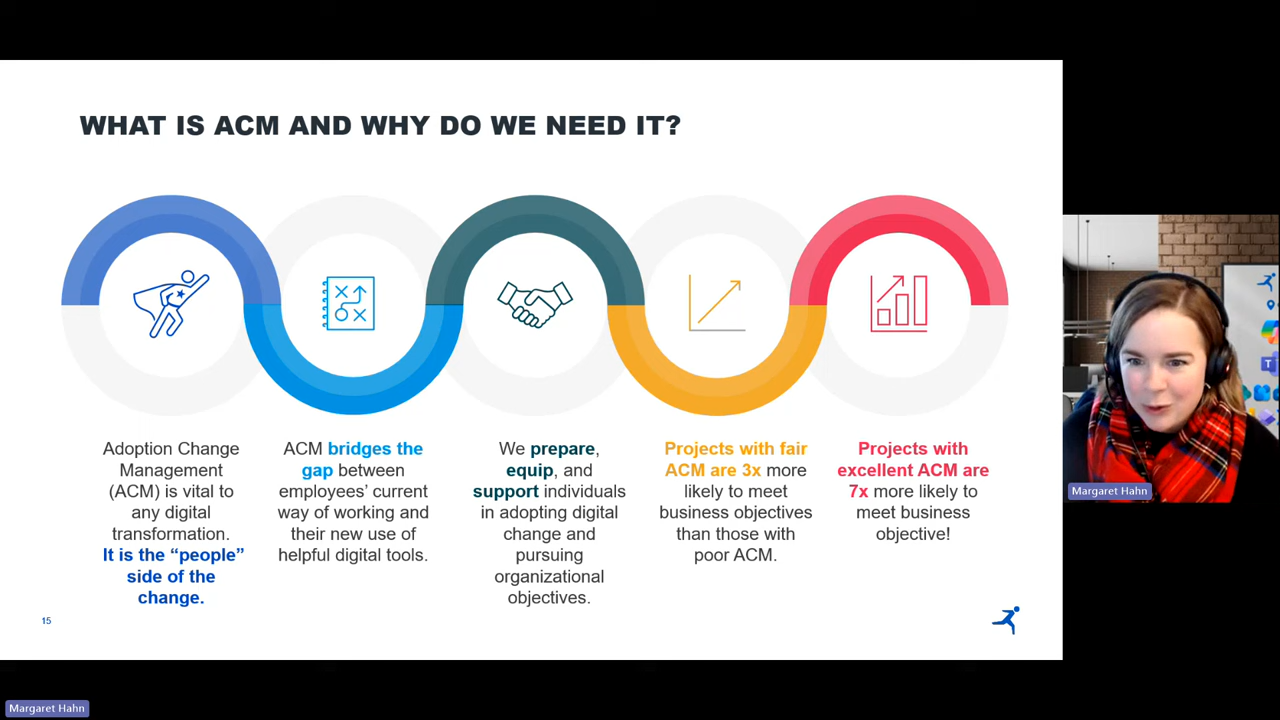 WHAT IS ACM AND WHY DO WE NEED IT?
Adoption Change
Management
(ACM) is vital to
any digital
transformation.
It is the “people”
side of the
change.
ACM bridges the
gap between
employees’ current
way of working and
their new use of
helpful digital tools.
We prepare,
equip, and
support individuals
in adopting digital
change and
pursuing
organizational
objectives.
Projects with fair
ACM are 3x more
likely to meet
business objectives
than those with
poor ACM.
Projects with
excellent ACM are
7x more likely to
meet business
objective!
15
Margaret Hahn
Margaret Hahn